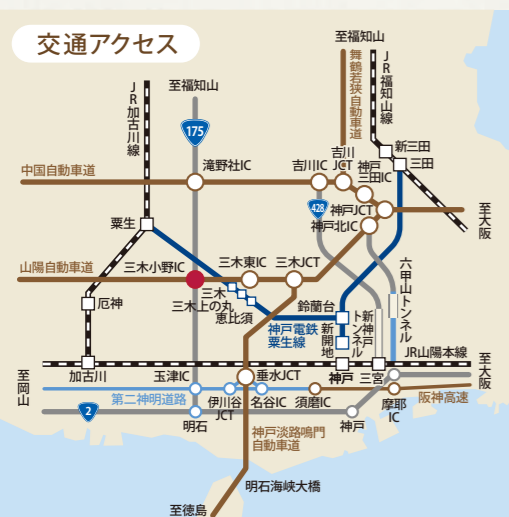 交通アクセス
至福知山
至福知山
JR加古川線
舞鶴若狭自動車道
JR福知山線
175
吉川JCT
新三田
三田
中国自動車道
滝野社IC
吉川IC
神戸三田IC
428
神戸JCT
神戸北IC
至大阪
粟生
山陽自動車道
三木小野IC
三木東IC
三木JCT
三木
三木上の丸
恵比須
鈴蘭台
六甲山トンネル
厄神
神戸電鉄
粟生線
新開地
新神戸トンネル
JR山陽本線
加古川
玉津IC
垂水JCT
神戸
三宮
至大阪
至岡山
第二神明道路
伊川谷JCT
名谷IC
須磨IC
摩耶IC
阪神高速
2
明石
神戸
神戸淡路鳴門
自動車道
明石海峡大橋
至徳島